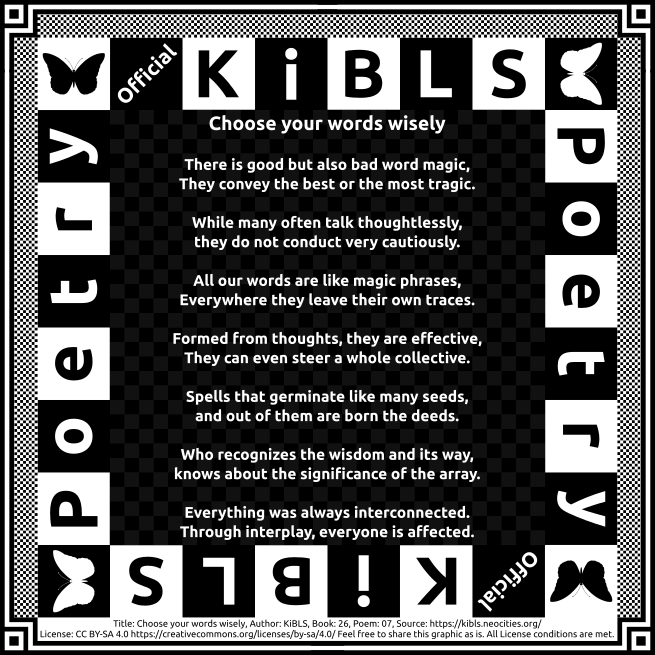 Official KiBLS
Poetry
Poetry
Choose your words wisely
There is good but also bad word magic,
They convey the best or the most tragic.
While many often talk thoughtlessly,
they do not conduct very cautiously.
All our words are like magic phrases,
Everywhere they leave their own traces.
Formed from thoughts, they are effective,
They can even steer a whole collective.
Spells that germinate like many seeds,
and out of them are born the deeds.
Who recognizes the wisdom and its way,
knows about the significance of the array.
Everything was always interconnected.
Through interplay, everyone is affected.
Official KiBLS
Title: Choose your words wisely, Author: KiBLS, Book: 26, Poem: 07, Source: https://kibls.neocities.org/
License: CC BY-SA 4.0 https://creativecommons.org/licenses/by-sa/4.0/ Feel free to share this graphic as is. All License conditions are met.